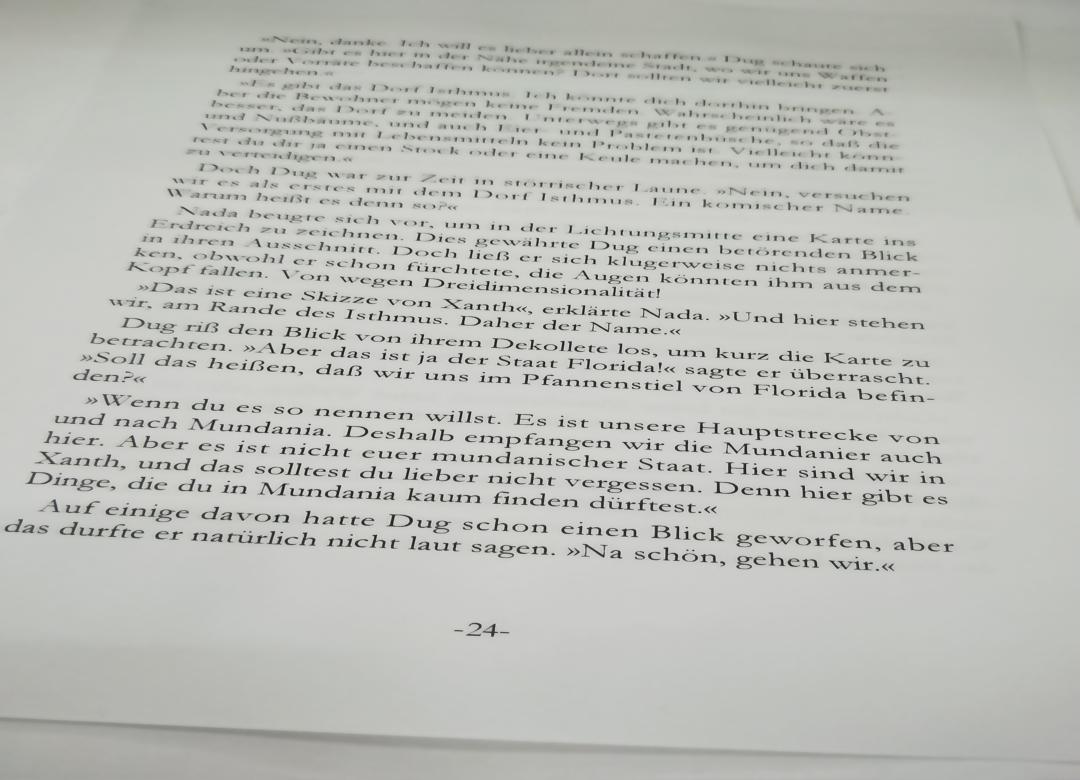 »Nein, danke. Ich will es lieber allein schaffen.« Dug schaute sich
um. »Gibt es hier in der Nähe irgendeine Stadt, wo wir uns Waffen
oder Vorräte beschaffen können? Dort sollten wir vielleicht zuerst
hingehen.«
»Es gibt das Dorf Isthmus. Ich könnte dich dorthin bringen. A-
ber die Bewohner mögen keine Fremden. Wahrscheinlich wäre es
besser, das Dorf zu meiden. Unterwegs gibt es genügend Obst-
und Nußbäume, und auch Eier- und Pastetenbüsche, so daß die
Versorgung mit Lebensmitteln kein Problem ist. Vielleicht könn-
test du dir ja einen Stock oder eine Keule machen, um dich damit
zu verteidigen.«
Doch Dug war zur Zeit in störrischer Laune. »Nein, versuchen
wir es als erstes mit dem Dorf Isthmus. Ein komischer Name.
Warum heißt es denn so?«
Nada beugte sich vor, um in der Lichtungsmitte eine Karte ins
Erdreich zu zeichnen. Dies gewährte Dug einen betörenden Blick
in ihren Ausschnitt. Doch ließ er sich klugerweise nichts anmer-
ken, obwohl er schon fürchtete, die Augen könnten ihm aus dem
Kopf fallen. Von wegen Dreidimensionalität!
»Das ist eine Skizze von Xanth«, erklärte Nada. »Und hier stehen
wir, am Rande des Isthmus. Daher der Name.«
Dug riß den Blick von ihrem Dekollete los, um kurz die Karte zu
betrachten. »Aber das ist ja der Staat Florida!« sagte er überrascht.
»Soll das heißen, daß wir uns im Pfannenstiel von Florida befin-
den?«
»Wenn du es so nennen willst. Es ist unsere Hauptstrecke von
und nach Mundania. Deshalb empfangen wir die Mundanier auch
hier. Aber es ist nicht euer mundanischer Staat. Hier sind wir in
Xanth, und das solltest du lieber nicht vergessen. Denn hier gibt es
Dinge, die du in Mundania kaum finden dürftest.«
Auf einige davon hatte Dug schon einen Blick geworfen, aber
das durfte er natürlich nicht laut sagen. »Na schön, gehen wir.«
-24-